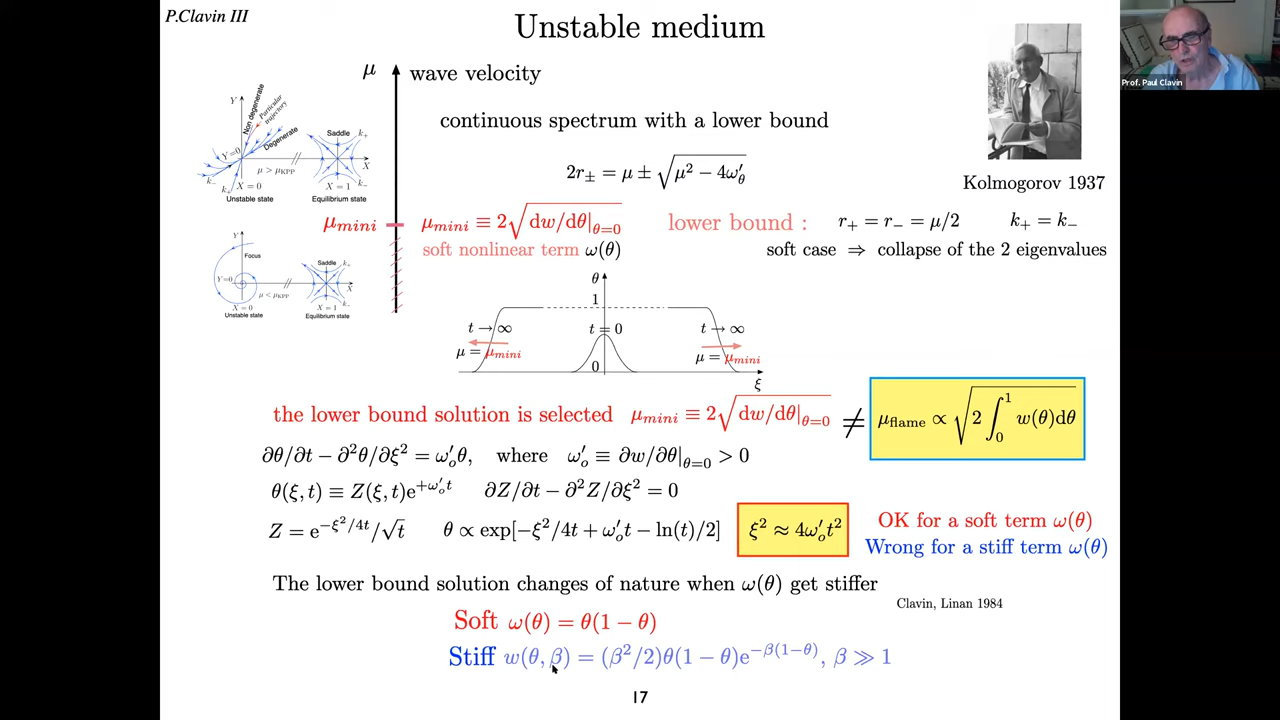 P.Clavin III
Unstable medium
μ wave velocity
continuous spectrum with a lower bound
2r± = μ ± √(μ² − 4ω′θ)
Kolmogorov 1937
Prof. Paul Clavin
Y
Non degenerate
Particular trajectory
Degenerate
Saddle
k₊
Y=0
X
μ > μKPP
k₋
k₊
X = 0
X = 1
k₋
Unstable state
Equilibrium state
μmini
μmini ≡ 2√(dw/dθ|θ=0)
lower bound :
r₊ = r₋ = μ/2
k₊ = k₋
soft nonlinear term ω(θ)
soft case ⇒ collapse of the 2 eigenvalues
Y
Focus
Saddle
k₊
Y=0
X
μ < μKPP
k₋
X = 0
X = 1
Unstable state
Equilibrium state
θ
1
t → ∞
t = 0
t → ∞
μ = μmini
μ = μmini
0
ξ
the lower bound solution is selected μmini ≡ 2√(dw/dθ|θ=0) ≠ μflame ∝ √(2∫₀¹ w(θ)dθ)
∂θ/∂t − ∂²θ/∂ξ² = ω′ₒθ, where ω′ₒ ≡ ∂w/∂θ|θ=0 > 0
θ(ξ, t) ≡ Z(ξ, t)e^{+ω′ₒt} ∂Z/∂t − ∂²Z/∂ξ² = 0
Z = e^{−ξ²/4t}/√t θ ∝ exp[−ξ²/4t + ω′ₒt − ln(t)/2] ξ² ≈ 4ω′ₒt²
OK for a soft term ω(θ)
Wrong for a stiff term ω(θ)
The lower bound solution changes of nature when ω(θ) get stiffer
Clavin, Linan 1984
Soft ω(θ) = θ(1 − θ)
Stiff w(θ, β) = (β²/2)θ(1 − θ)e^{−β(1−θ)}, β ≫ 1
17